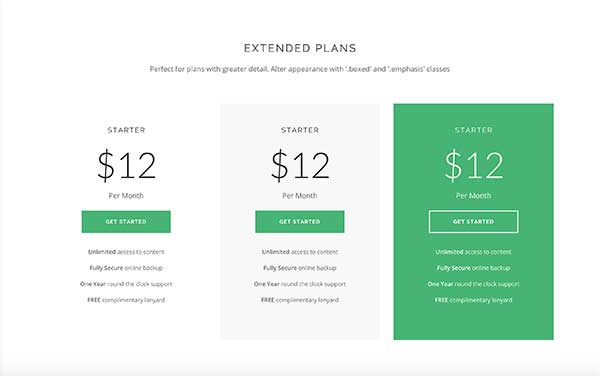 EXTENDED PLANS
Perfect for plans with greater detail. Alter appearance with '.boxed' and '.emphasis' classes
STARTER
$12
Per Month
GET STARTED
Unlimited access to content
Fully Secure online backup
One Year round the clock support
FREE complimentary lanyard
STARTER
$12
Per Month
GET STARTED
Unlimited access to content
Fully Secure online backup
One Year round the clock support
FREE complimentary lanyard
STARTER
$12
Per Month
GET STARTED
Unlimited access to content
Fully Secure online backup
One Year round the clock support
FREE complimentary lanyard